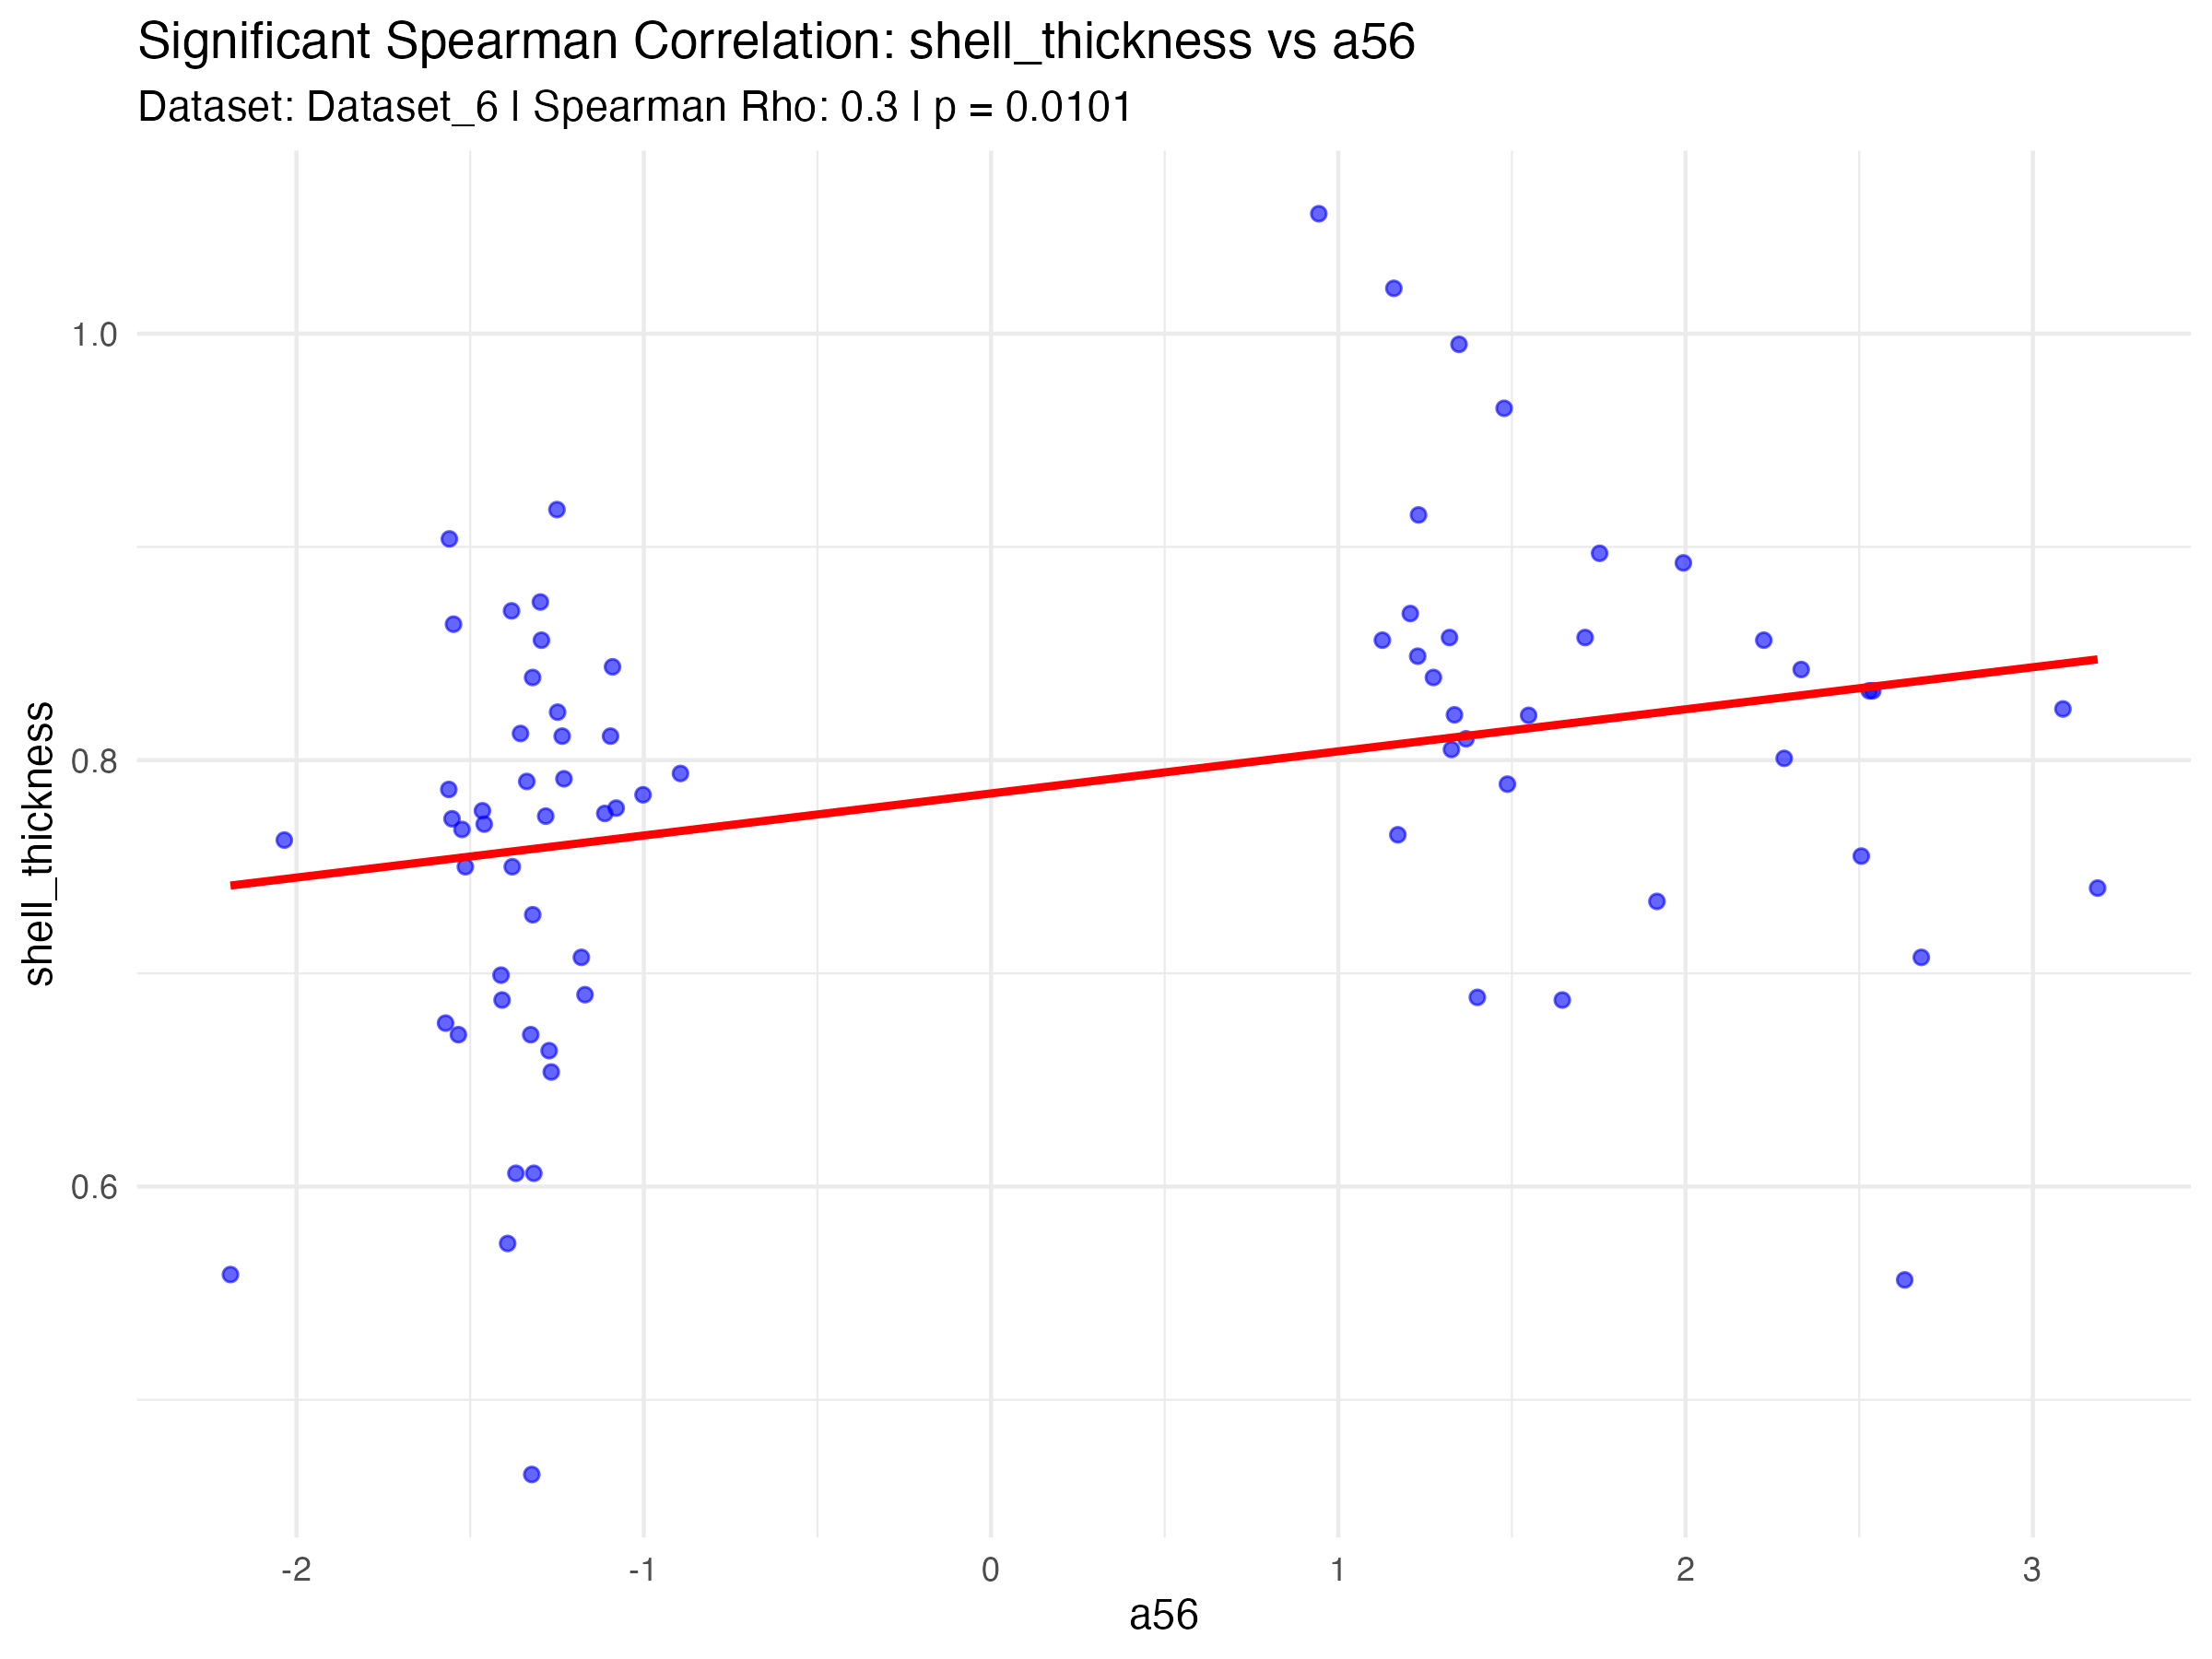 Significant Spearman Correlation: shell_thickness vs a56
Dataset: Dataset_6 | Spearman Rho: 0.3 | p = 0.0101
1.0
0.8
0.6
shell_thickness
-2
-1
0
1
2
3
a56